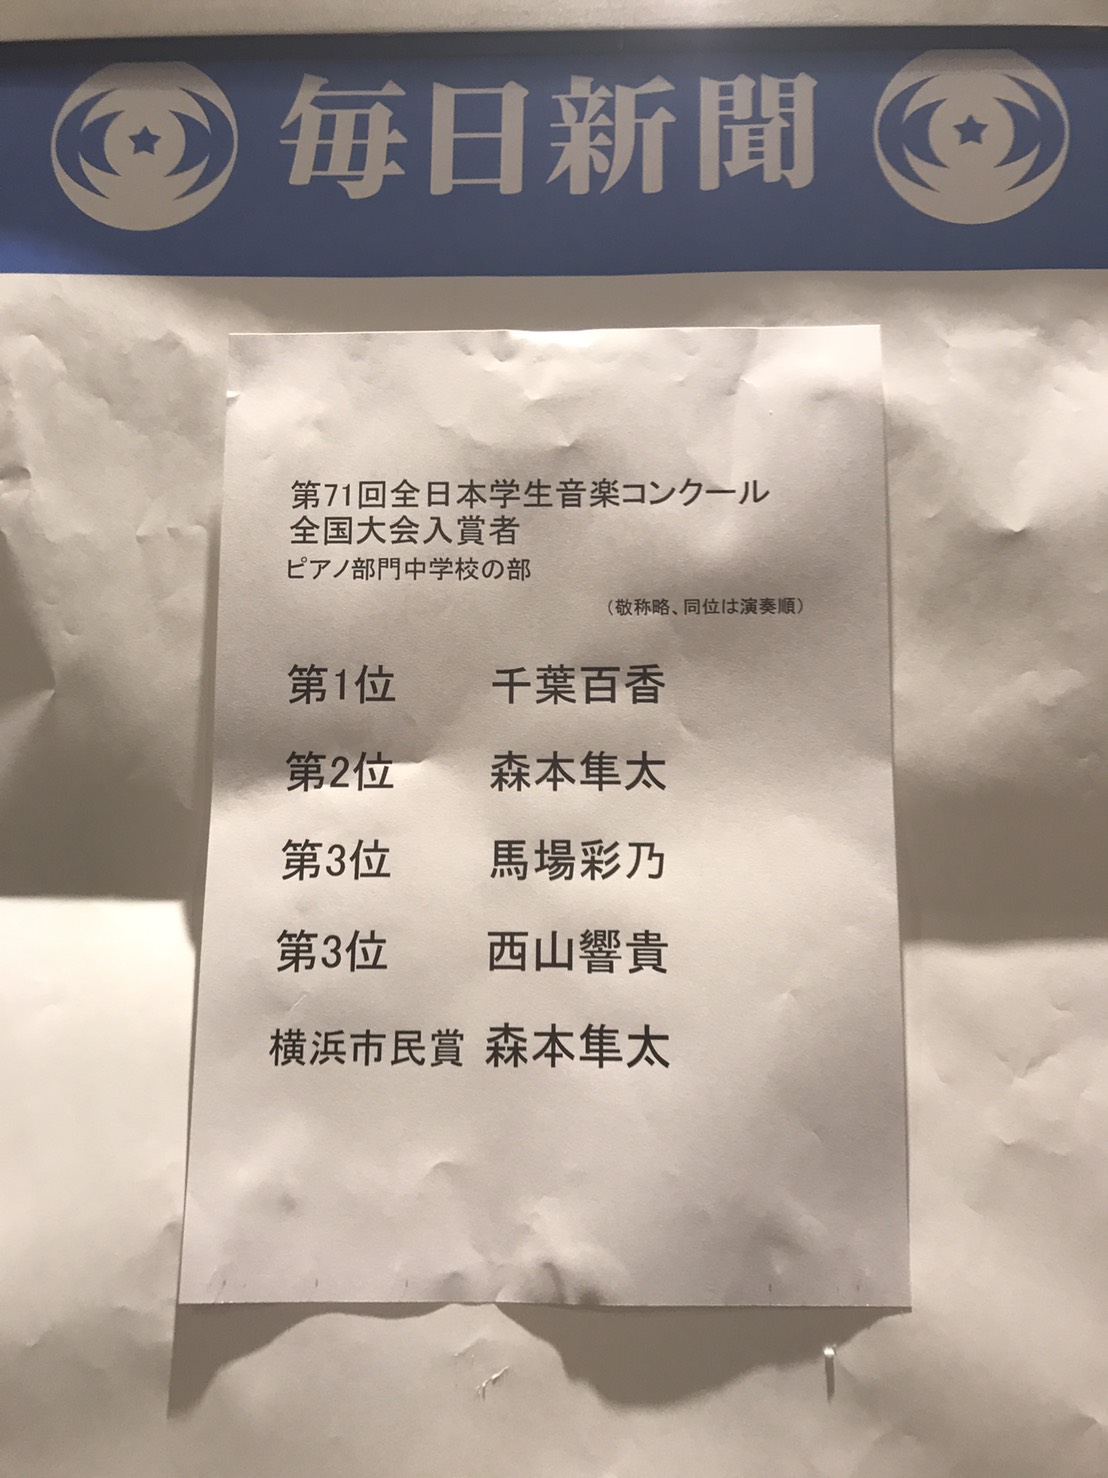 毎日新聞
第71回全日本学生音楽コンクール
全国大会入賞者
ピアノ部門中学校の部
（敬称略、同位は演奏順）
第1位 千葉百香
第2位 森本隼太
第3位 馬場彩乃
第3位 西山響貴
横浜市民賞 森本隼太